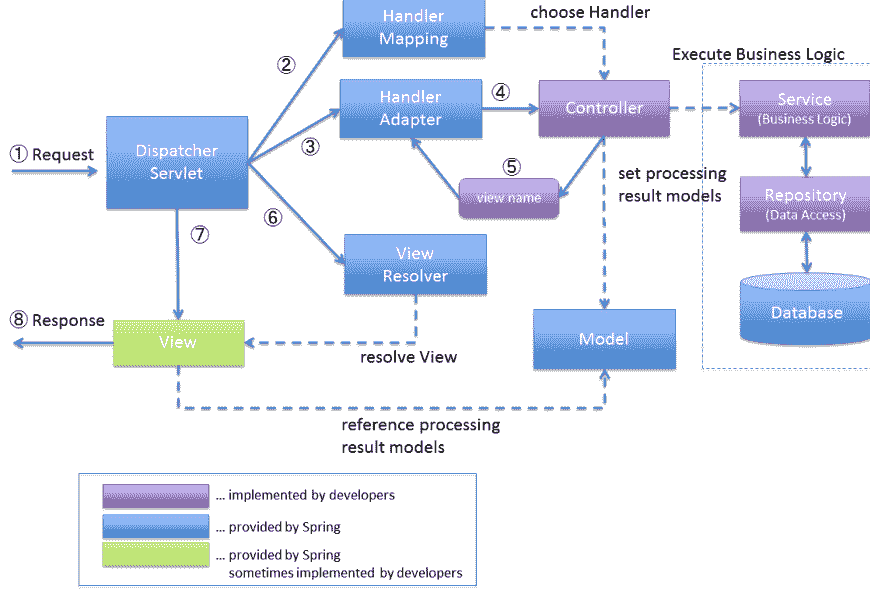 Handler
Mapping
choose Handler
②
Execute Business Logic
Handler
Adapter
④
Controller
Service
(Business Logic)
① Request
Dispatcher
Servlet
③
⑤
view name
set processing
result models
Repository
(Data Access)
⑥
⑦
View
Resolver
Database
⑧ Response
View
resolve View
Model
reference processing
result models
... implemented by developers
... provided by Spring
... provided by Spring
sometimes implemented by developers